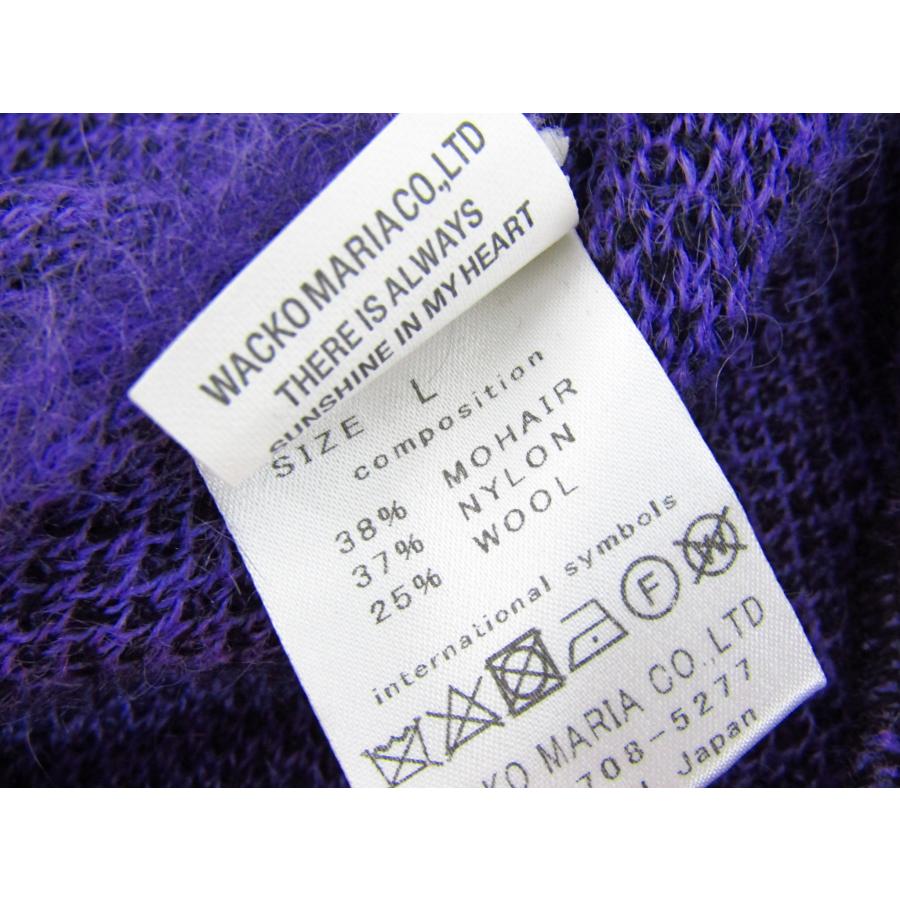 WACKO MARIA CO.,LTD
THERE IS ALWAYS
SUNSHINE IN MY HEART
SIZE L
composition
38% MOHAIR
37% NYLON
25% WOOL
international symbols
F W
KO MARIA CO.,LTD
708-5277
Japan